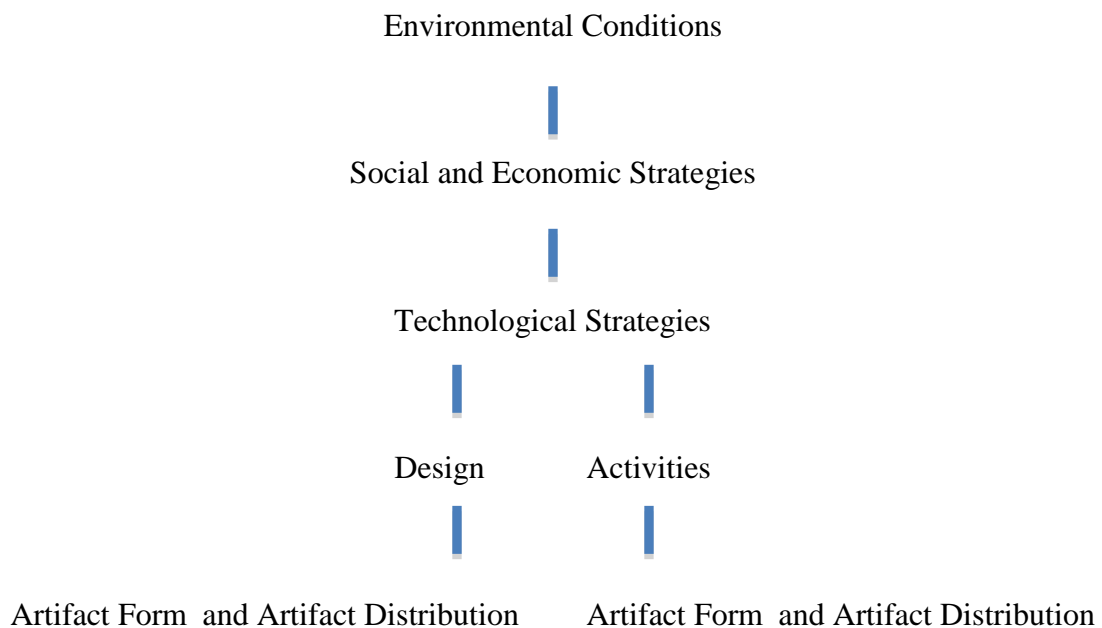 Environmental Conditions
Social and Economic Strategies
Technological Strategies
Design Activities
Artifact Form and Artifact Distribution Artifact Form and Artifact Distribution